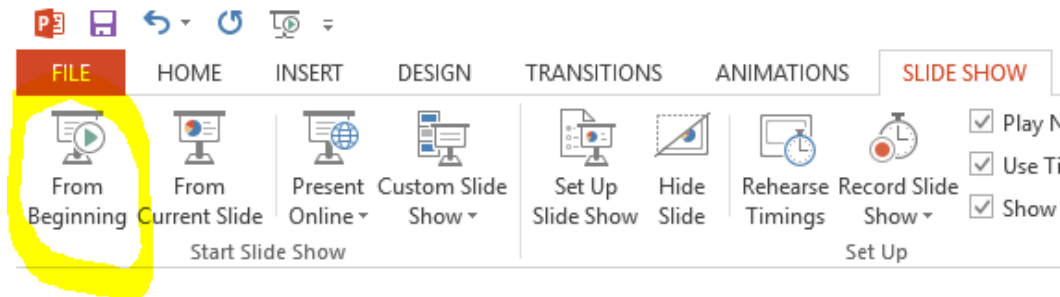 FILE HOME INSERT DESIGN TRANSITIONS ANIMATIONS SLIDE SHOW
From From Present Custom Slide Set Up Hide Rehearse Record Slide
Beginning Current Slide Online Show Slide Show Slide Timings Show
Play
Use
Show
Start Slide Show Set Up